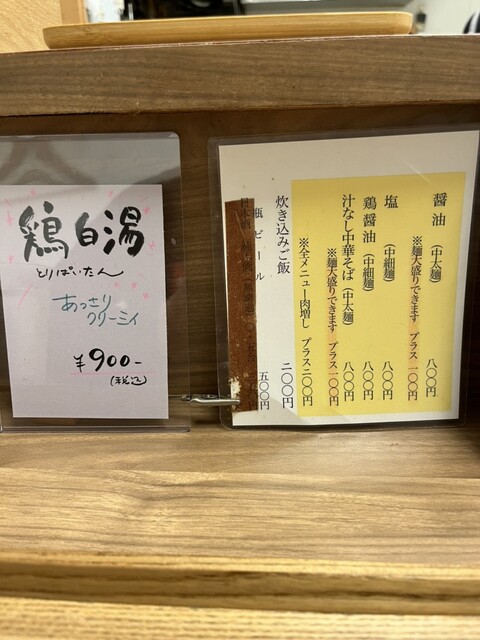 鶏白湯
とりぱいたん
あっさり
クリーミィ
¥900-
(税込)
醤油（中太麺）八〇〇円
※麺大盛りできます プラス一〇〇円
塩（中細麺）八〇〇円
鶏醤油（中細麺）八〇〇円
汁なし中華そば（中太麺）八〇〇円
※麺大盛りできます プラス一〇〇円
※全メニュー肉増し プラス二〇〇円
炊き込みご飯 二〇〇円
瓶ビール 五〇〇円